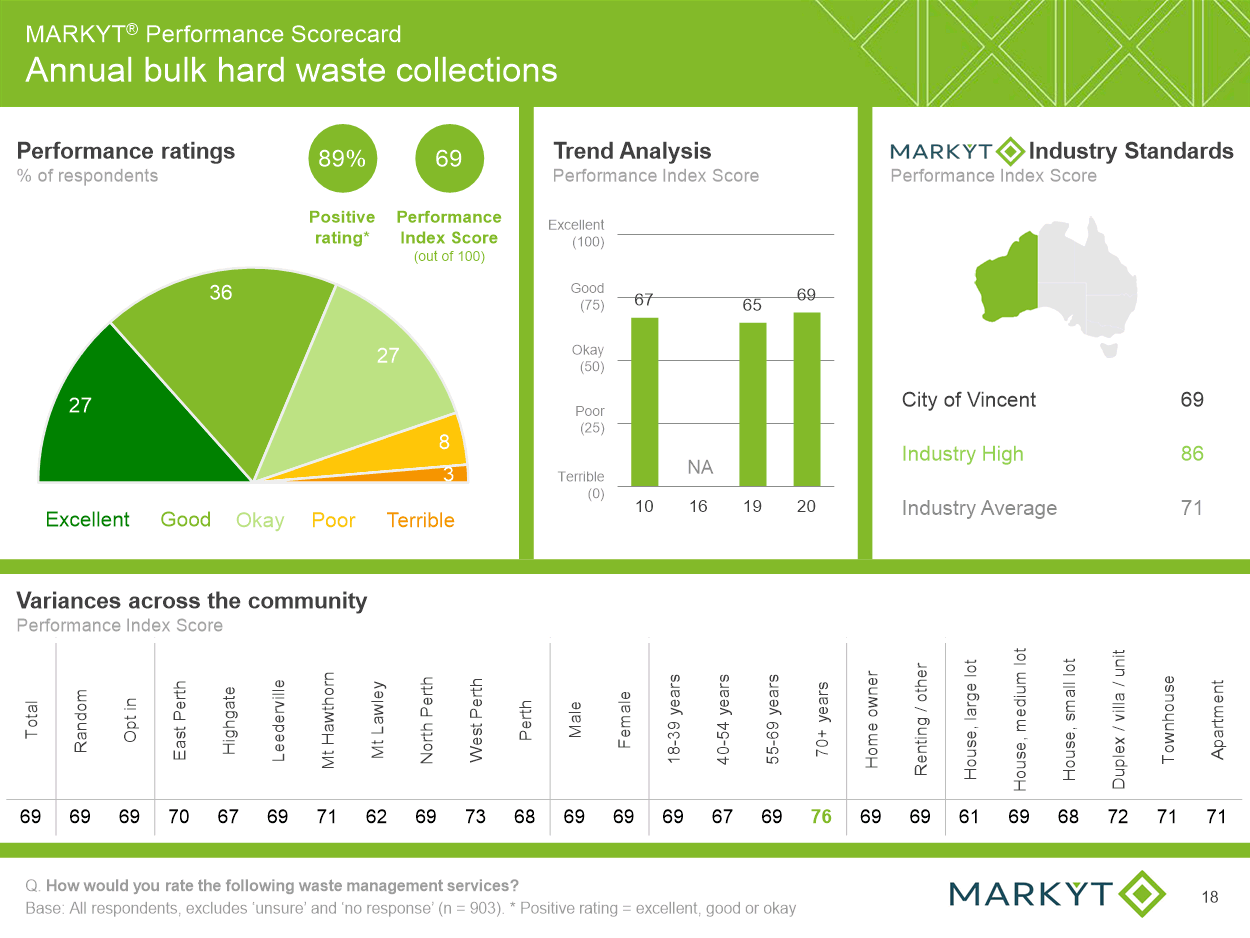 MARKYT® Performance Scorecard
Annual bulk hard waste collections
Performance ratings
% of respondents
89%
69
Positive
rating*
Performance
Index Score
(out of 100)
27
36
27
8
3
Excellent Good Okay Poor Terrible
Trend Analysis
Performance Index Score
Excellent
(100)
Good
(75)
Okay
(50)
Poor
(25)
Terrible
(0)
67
NA
65
69
10 16 19 20
MARKYT Industry Standards
Performance Index Score
City of Vincent 69
Industry High 86
Industry Average 71
Variances across the community
Performance Index Score
Total
Random
Opt in
East Perth
Highgate
Leederville
Mt Hawthorn
Mt Lawley
North Perth
West Perth
Perth
Male
Female
18-39 years
40-54 years
55-69 years
70+ years
Home owner
Renting / other
House, large lot
House, medium lot
House, small lot
Duplex / villa / unit
Townhouse
Apartment
69 69 69 70 67 69 71 62 69 73 68 69 69 69 67 69 76 69 69 61 69 68 72 71 71
Q. How would you rate the following waste management services?
Base: All respondents, excludes ‘unsure’ and ‘no response’ (n = 903). * Positive rating = excellent, good or okay
MARKYT
18